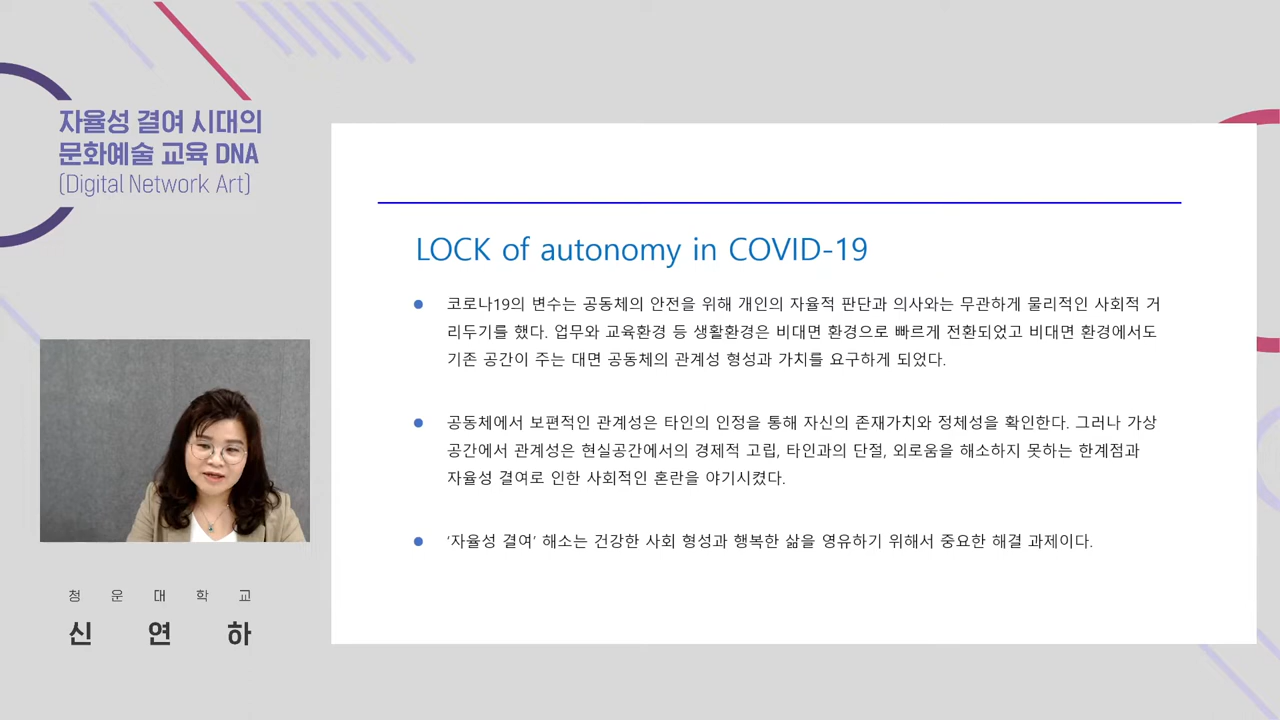 자율성 결여 시대의
문화예술 교육 DNA
(Digital Network Art)
LOCK of autonomy in COVID-19
코로나19의 변수는 공동체의 안전을 위해 개인의 자율적 판단과 의사와는 무관하게 물리적인 사회적 거
리두기를 했다. 업무와 교육환경 등 생활환경은 비대면 환경으로 빠르게 전환되었고 비대면 환경에서도
기존 공간이 주는 대면 공동체의 관계성 형성과 가치를 요구하게 되었다.
공동체에서 보편적인 관계성은 타인의 인정을 통해 자신의 존재가치와 정체성을 확인한다. 그러나 가상
공간에서 관계성은 현실공간에서의 경제적 고립, 타인과의 단절, 외로움을 해소하지 못하는 한계점과
자율성 결여로 인한 사회적인 혼란을 야기시켰다.
‘자율성 결여’ 해소는 건강한 사회 형성과 행복한 삶을 영유하기 위해서 중요한 해결 과제이다.
청운대학교
신연하